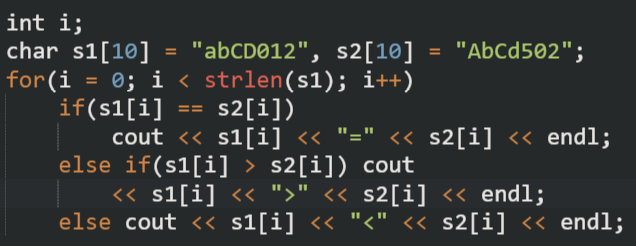 int i;
char s1[10] = "abCD012", s2[10] = "AbCd502";
for(i = 0; i < strlen(s1); i++)
    if(s1[i] == s2[i])
        cout << s1[i] << "=" << s2[i] << endl;
    else if(s1[i] > s2[i]) cout
        << s1[i] << ">" << s2[i] << endl;
    else cout << s1[i] << "<" << s2[i] << endl;